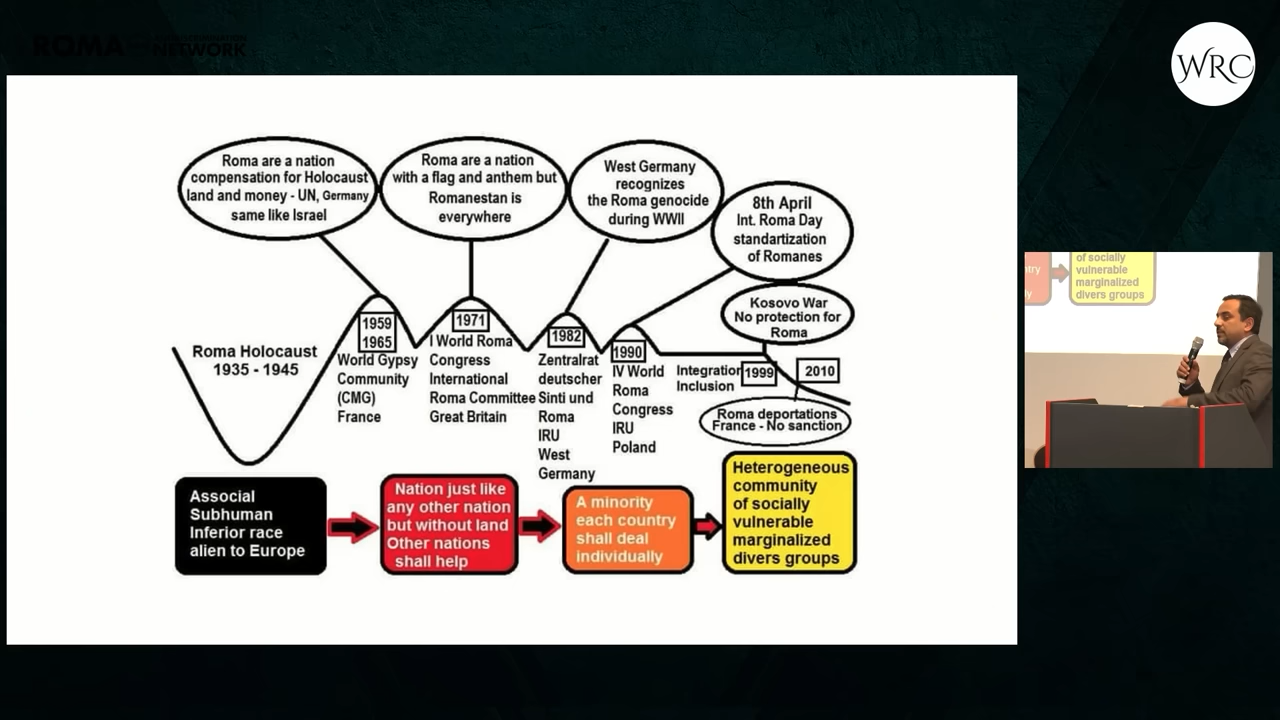 ROMA
NETWORK
WRC
Roma are a nation
compensation for Holocaust
land and money - UN, Germany
same like Israel
Roma are a nation
with a flag and anthem but
Romanestan is
everywhere
West Germany
recognizes
the Roma genocide
during WWII
8th April
Int. Roma Day
standartization
of Romanes
Kosovo War
No protection for
Roma
Roma Holocaust
1935 - 1945
1959
1965
World Gypsy
Community
(CMG)
France
1971
I World Roma
Congress
International
Roma Committee
Great Britain
1982
Zentralrat
deutscher
Sinti und
Roma
IRU
West
Germany
1990
IV World
Roma
Congress
IRU
Poland
Integration
Inclusion
1999
2010
Roma deportations
France - No sanction
Associal
Subhuman
Inferior race
alien to Europe
Nation just like
any other nation
but without land
Other nations
shall help
A minority
each country
shall deal
individually
Heterogeneous
community
of socially
vulnerable
marginalized
divers groups
of socially
vulnerable
marginalized
divers groups